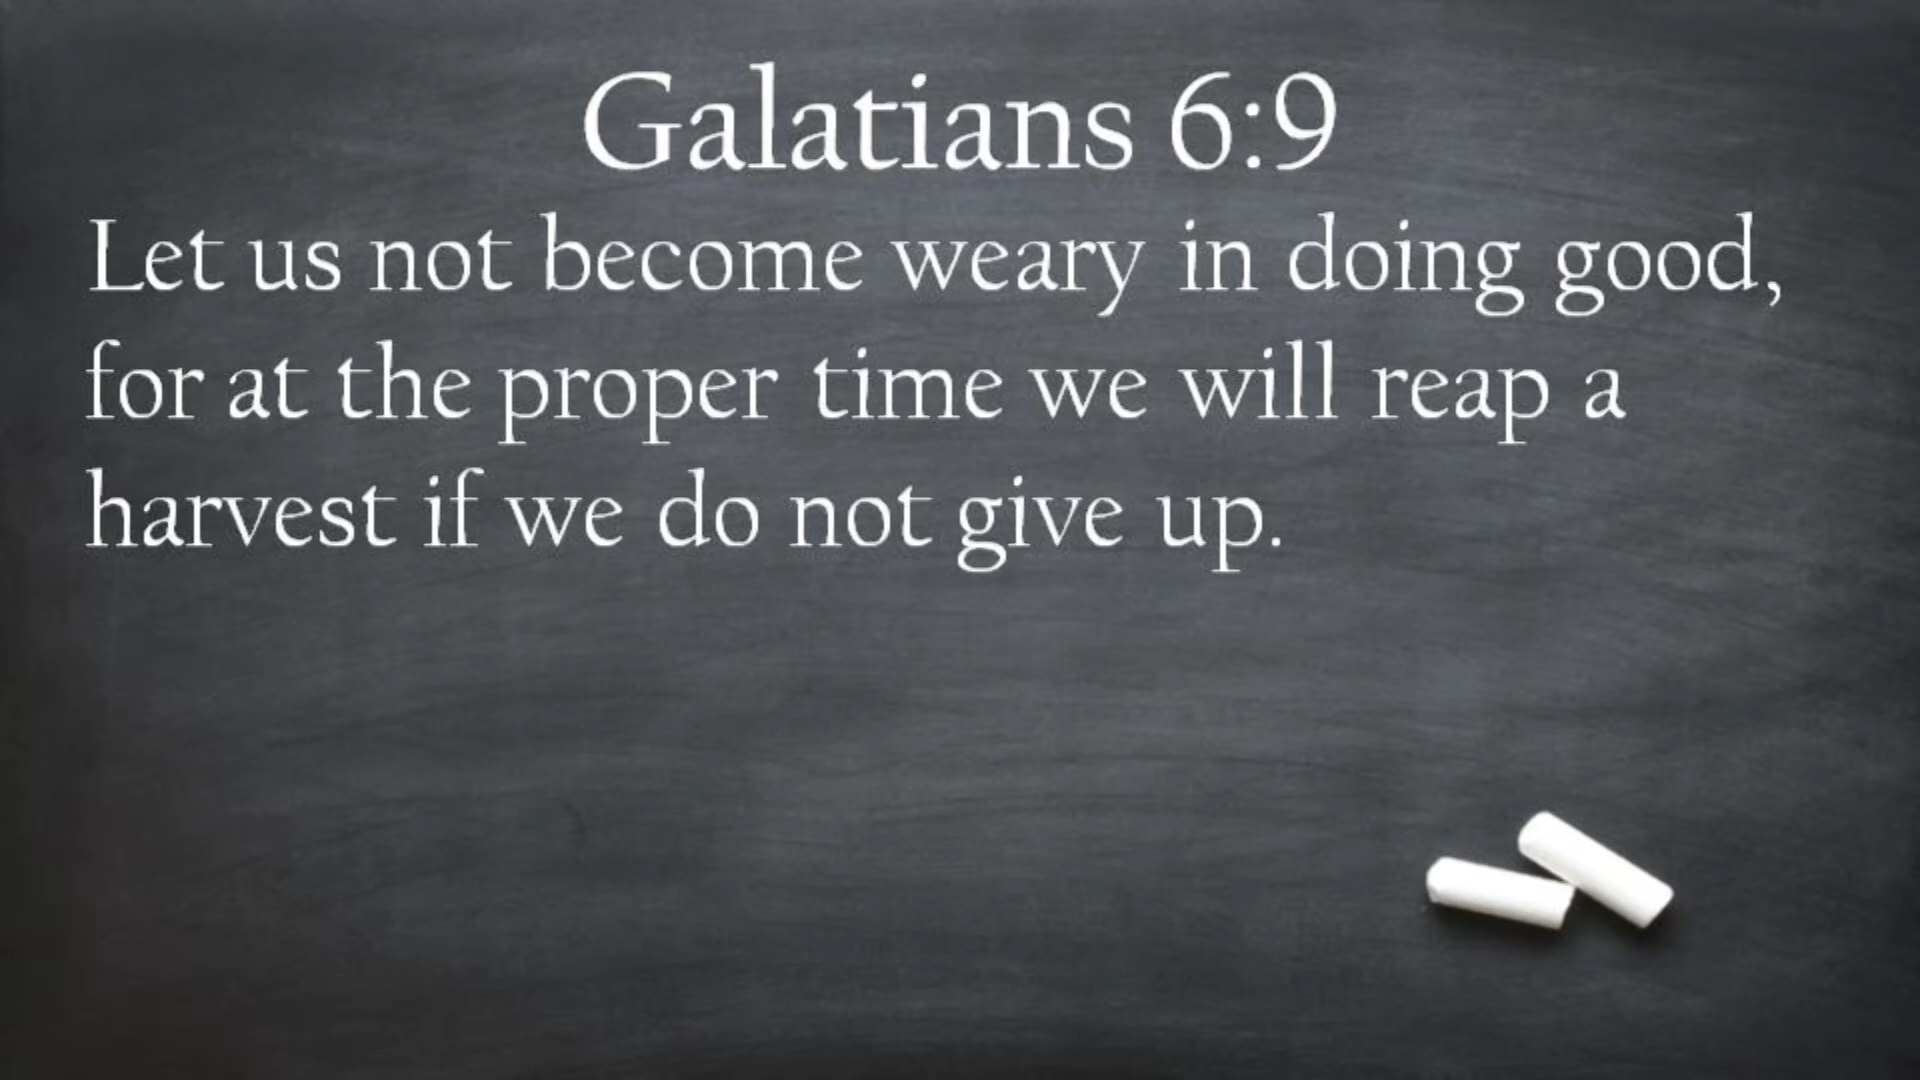 Galatians 6:9
Let us not become weary in doing good,
for at the proper time we will reap a
harvest if we do not give up.